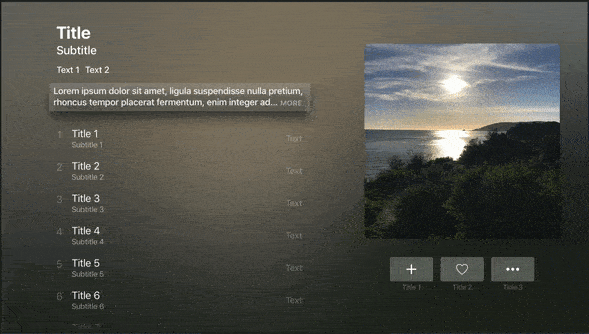 Title
Subtitle
Text 1 Text 2
Lorem ipsum dolor sit amet, ligula suspendisse nulla pretium,
rhoncus tempor placerat fermentum, enim integer ad... MORE
1 Title 1 Text
Subtitle 1
2 Title 2 Text
Subtitle 2
3 Title 3 Text
Subtitle 3
4 Title 4 Text
Subtitle 4
5 Title 5 Text
Subtitle 5
6 Title 6 Text
Subtitle 6
Title 1 Title 2 Title 3